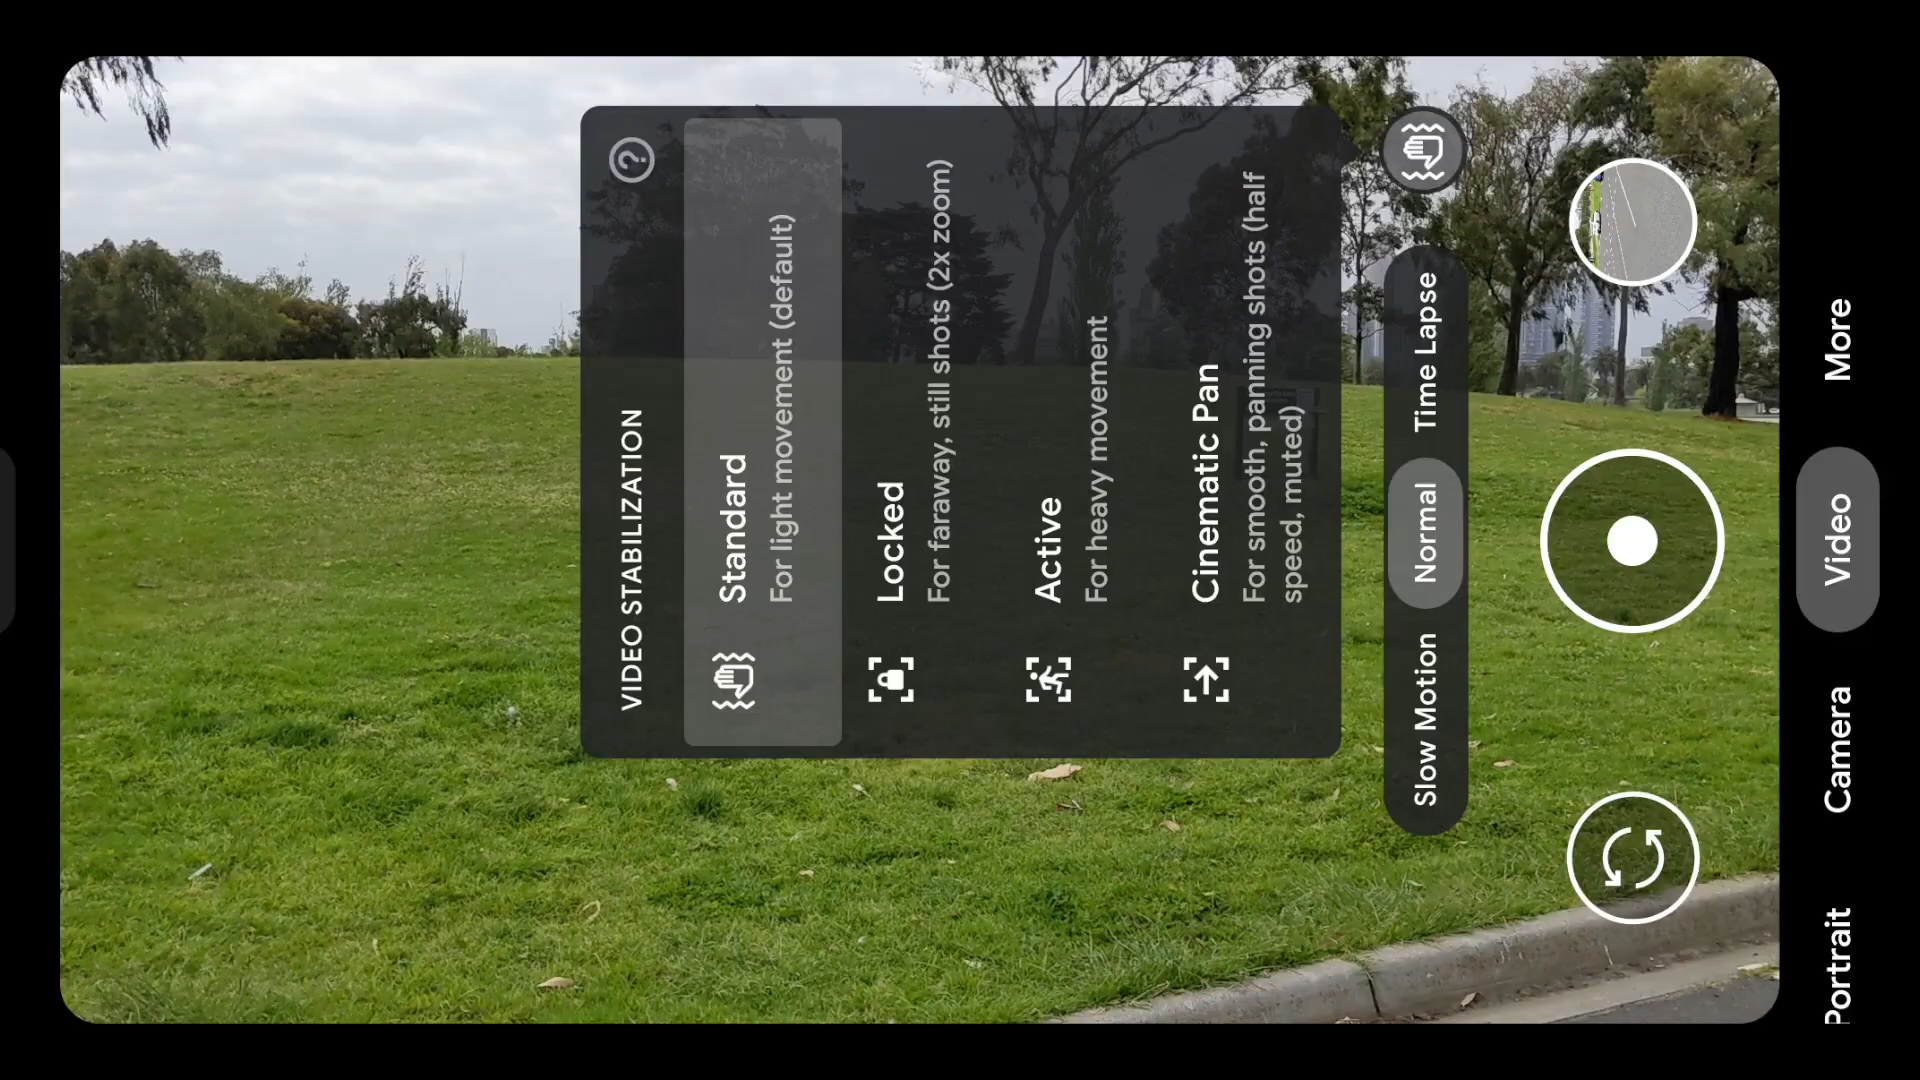 VIDEO STABILIZATION
Standard
For light movement (default)
Locked
For faraway, still shots (2x zoom)
Active
For heavy movement
Cinematic Pan
For smooth, panning shots (half
speed, muted)
Slow Motion
Normal
Time Lapse
Portrait
Camera
Video
More